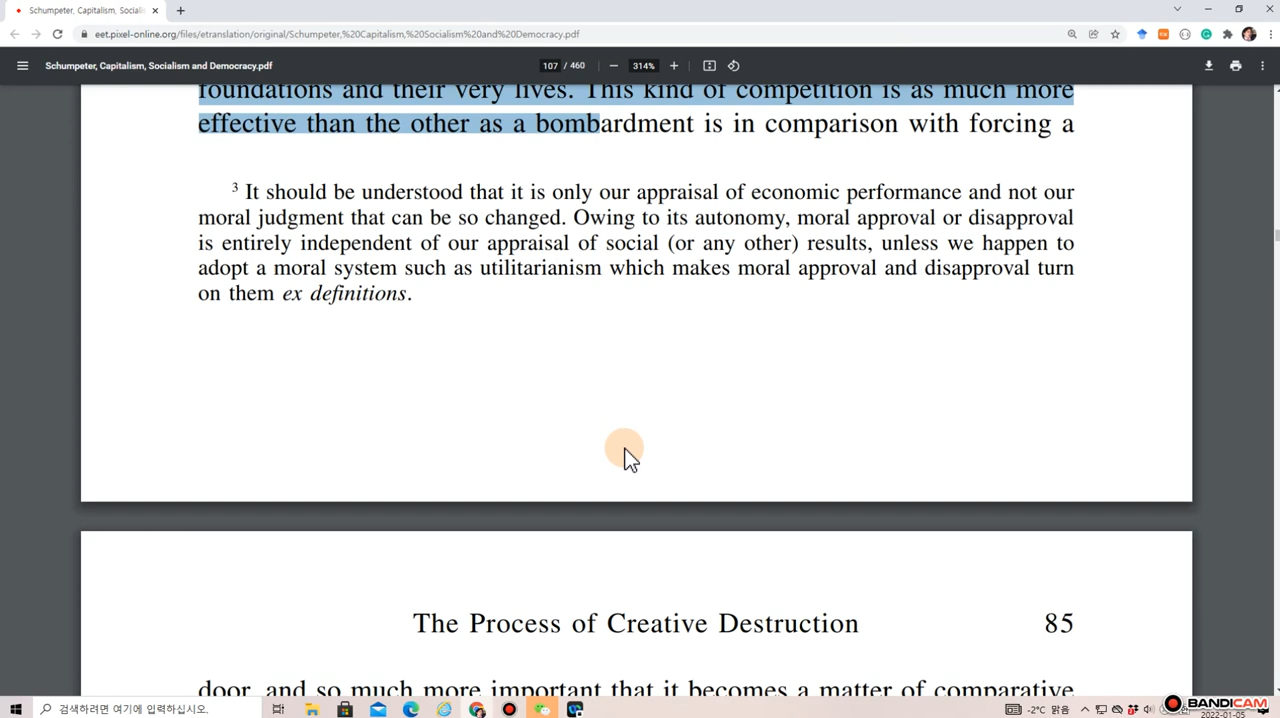 Schumpeter, Capitalism, Sociali
eet.pixel-online.org/files/etranslation/original/Schumpeter,%20Capitalism,%20Socialism%20and%20Democracy.pdf
Schumpeter, Capitalism, Socialism and Democracy.pdf
107 / 460
314%
foundations and their very lives. This kind of competition is as much more
effective than the other as a bombardment is in comparison with forcing a
3 It should be understood that it is only our appraisal of economic performance and not our
moral judgment that can be so changed. Owing to its autonomy, moral approval or disapproval
is entirely independent of our appraisal of social (or any other) results, unless we happen to
adopt a moral system such as utilitarianism which makes moral approval and disapproval turn
on them ex definitions.
The Process of Creative Destruction 85
door, and so much more important that it becomes a matter of comparative
검색하려면 여기에 입력하십시오.
-2°C 맑음
BANDICAM
2022-01-05